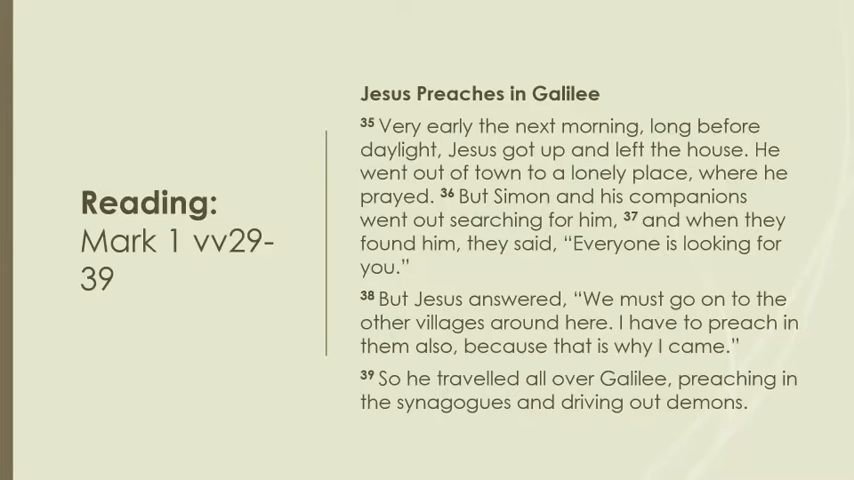 Reading:
Mark 1 vv29-
39
Jesus Preaches in Galilee
35 Very early the next morning, long before
daylight, Jesus got up and left the house. He
went out of town to a lonely place, where he
prayed. 36 But Simon and his companions
went out searching for him, 37 and when they
found him, they said, “Everyone is looking for
you.”
38 But Jesus answered, “We must go on to the
other villages around here. I have to preach in
them also, because that is why I came.”
39 So he travelled all over Galilee, preaching in
the synagogues and driving out demons.